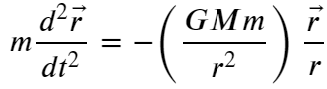 m d²r⃗/dt² = −(GMm/r²) r⃗/r